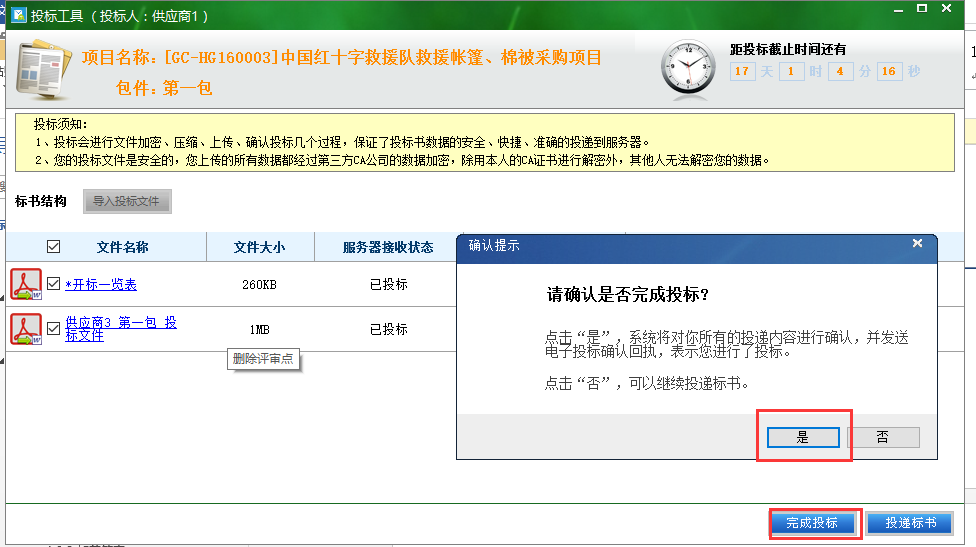 投标工具 (投标人：供应商1)
项目名称：[GC-HG160003]中国红十字救援队救援帐篷、棉被采购项目
包件：第一包
距投标截止时间还有
17 天 1 时 4 分 16 秒
投标须知：
1、投标会进行文件加密、压缩、上传、确认投标几个过程，保证了投标书数据的安全、快捷、准确的投递到服务器。
2、您的投标文件是安全的，您上传的所有数据都经过第三方CA公司的数据加密，除用本人的CA证书进行解密外，其他人无法解密您的数据。
标书结构 导入投标文件
文件名称 文件大小 服务器接收状态
*开标一览表 260KB 已投标
供应商3 第一包 投
标文件 1MB 已投标
删除评审点
确认提示
请确认是否完成投标？
点击“是”，系统将对你所有的投递内容进行确认，并发送
电子投标确认回执，表示您进行了投标。
点击“否”，可以继续投递标书。
是 否
完成投标 投递标书